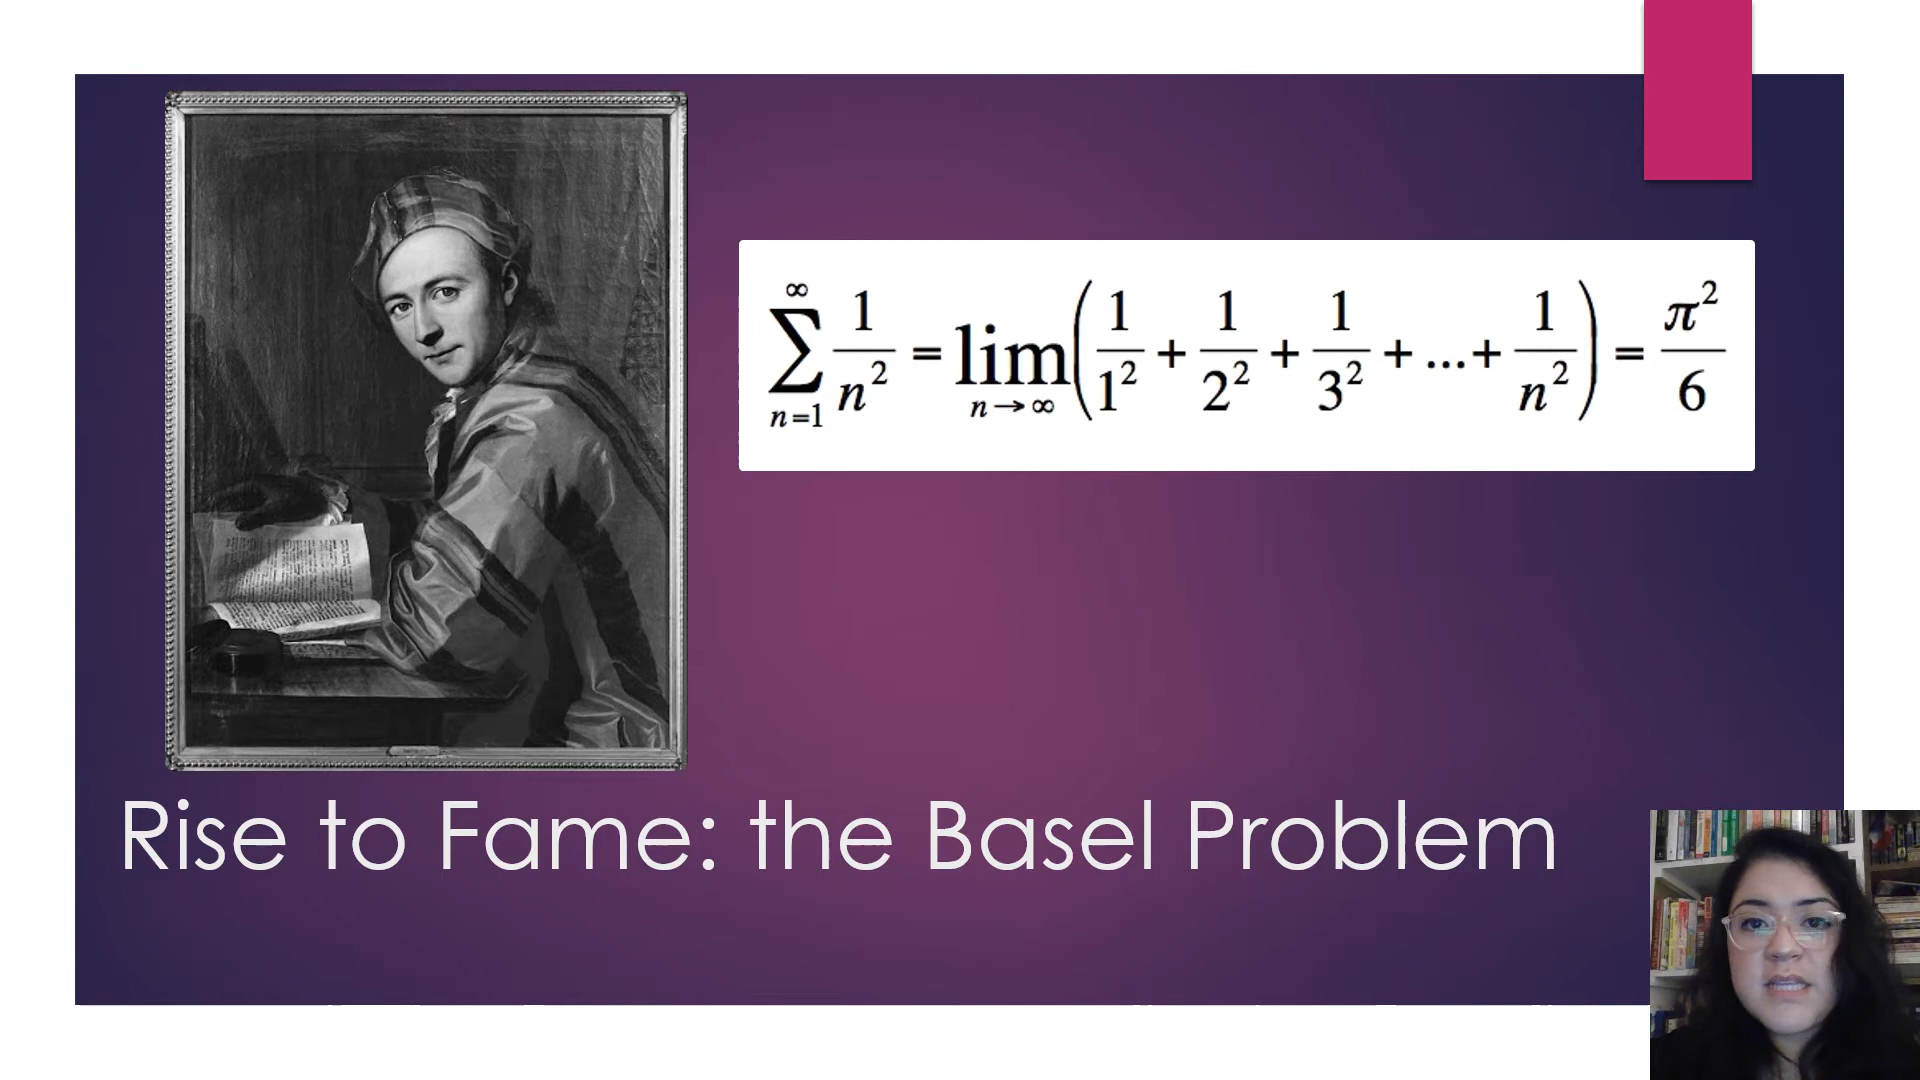 ∑_{n=1}^{∞} 1/n² = lim_{n→∞} (1/1² + 1/2² + 1/3² + ...+ 1/n²) = π²/6
Rise to Fame: the Basel Problem